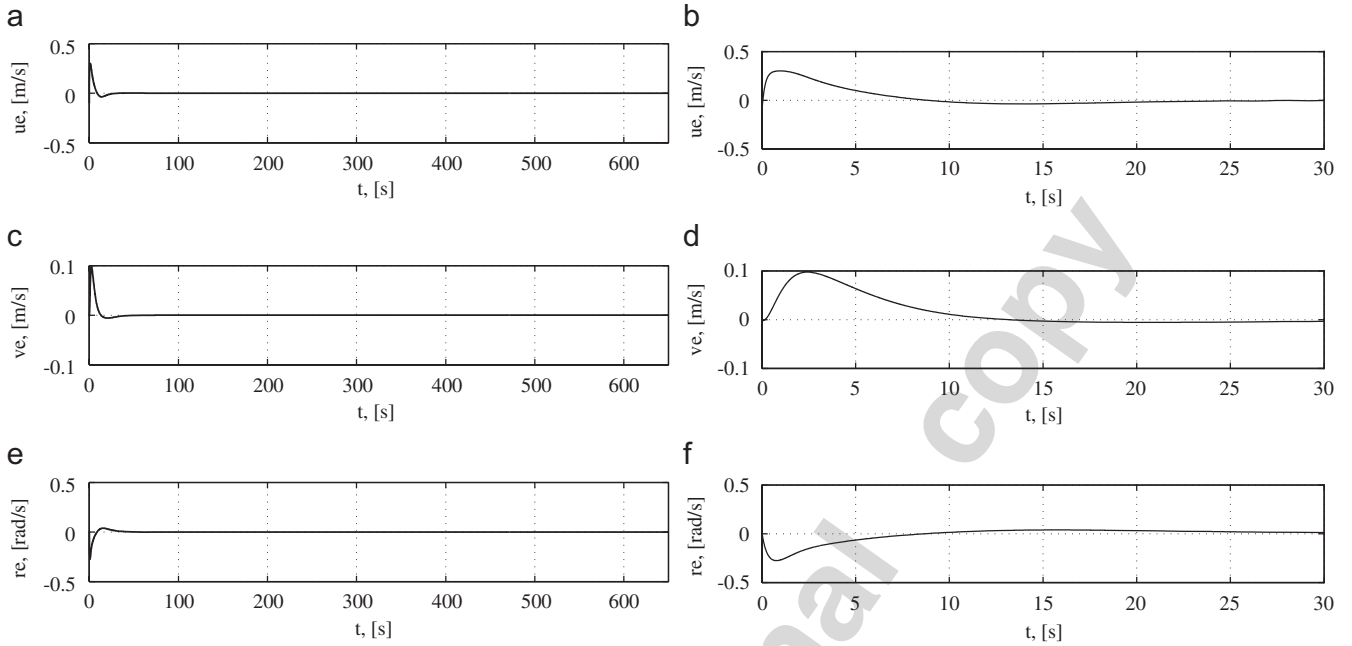 a
0.5
0
-0.5
ue, [m/s]
0 100 200 300 400 500 600
t, [s]
b
0.5
0
-0.5
ue, [m/s]
0 5 10 15 20 25 30
t, [s]
c
0.1
0
-0.1
ve, [m/s]
0 100 200 300 400 500 600
t, [s]
d
0.1
0
-0.1
ve, [m/s]
0 5 10 15 20 25 30
t, [s]
e
0.5
0
-0.5
re, [rad/s]
0 100 200 300 400 500 600
t, [s]
f
0.5
0
-0.5
re, [rad/s]
0 5 10 15 20 25 30
t, [s]
copy